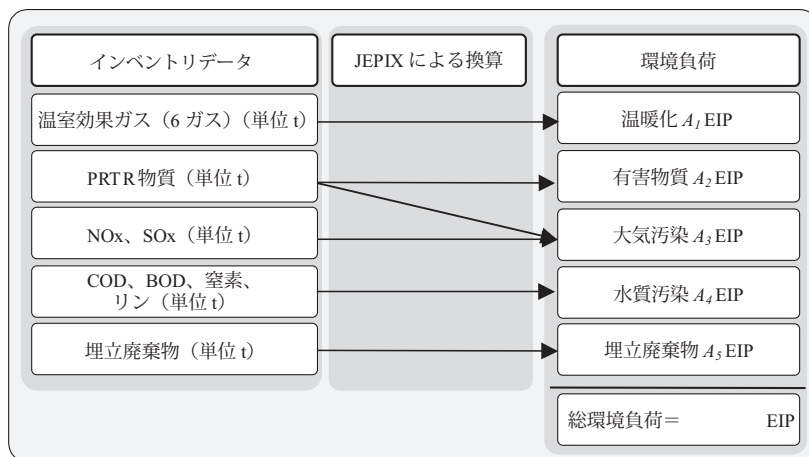 インベントリデータ
JEPIX による換算
環境負荷
温室効果ガス（6 ガス）（単位 t）
温暖化 A1 EIP
PRTR物質（単位 t）
有害物質 A2 EIP
NOx、SOx（単位 t）
大気汚染 A3 EIP
COD、BOD、窒素、
リン（単位 t）
水質汚染 A4 EIP
埋立廃棄物（単位 t）
埋立廃棄物 A5 EIP
総環境負荷＝ EIP